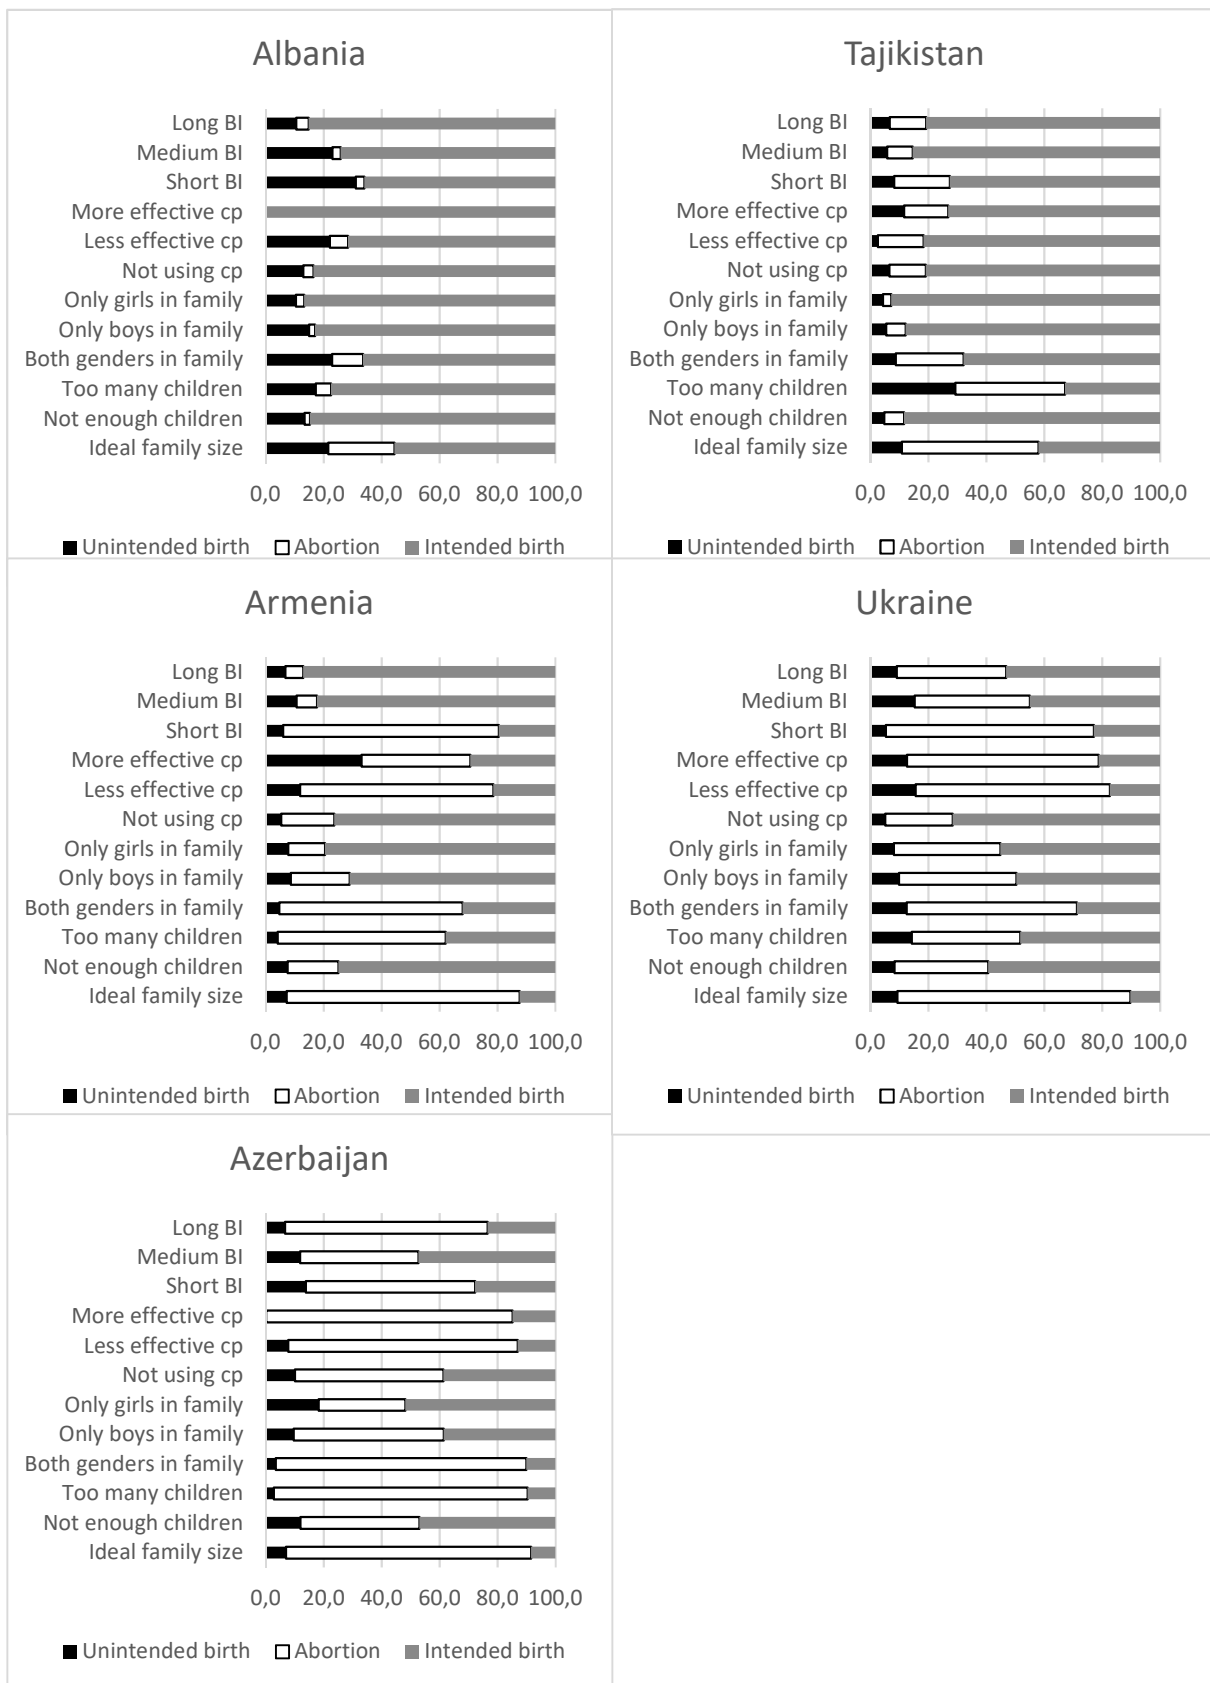 Albania
Long BI
Medium BI
Short BI
More effective cp
Less effective cp
Not using cp
Only girls in family
Only boys in family
Both genders in family
Too many children
Not enough children
Ideal family size
0,0 20,0 40,0 60,0 80,0 100,0
Unintended birth Abortion Intended birth
Tajikistan
Long BI
Medium BI
Short BI
More effective cp
Less effective cp
Not using cp
Only girls in family
Only boys in family
Both genders in family
Too many children
Not enough children
Ideal family size
0,0 20,0 40,0 60,0 80,0 100,0
Unintended birth Abortion Intended birth
Armenia
Long BI
Medium BI
Short BI
More effective cp
Less effective cp
Not using cp
Only girls in family
Only boys in family
Both genders in family
Too many children
Not enough children
Ideal family size
0,0 20,0 40,0 60,0 80,0 100,0
Unintended birth Abortion Intended birth
Ukraine
Long BI
Medium BI
Short BI
More effective cp
Less effective cp
Not using cp
Only girls in family
Only boys in family
Both genders in family
Too many children
Not enough children
Ideal family size
0,0 20,0 40,0 60,0 80,0 100,0
Unintended birth Abortion Intended birth
Azerbaijan
Long BI
Medium BI
Short BI
More effective cp
Less effective cp
Not using cp
Only girls in family
Only boys in family
Both genders in family
Too many children
Not enough children
Ideal family size
0,0 20,0 40,0 60,0 80,0 100,0
Unintended birth Abortion Intended birth